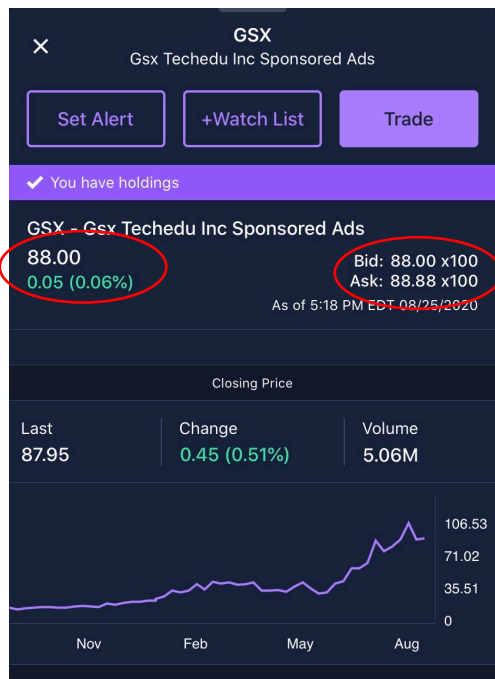 GSX
Gsx Techedu Inc Sponsored Ads
Set Alert
+Watch List
Trade
You have holdings
GSX - Gsx Techedu Inc Sponsored Ads
88.00
0.05 (0.06%)
Bid: 88.00 x100
Ask: 88.88 x100
As of 5:18 PM EDT 08/25/2020
Closing Price
Last
Change
Volume
87.95
0.45 (0.51%)
5.06M
106.53
71.02
35.51
0
Nov
Feb
May
Aug